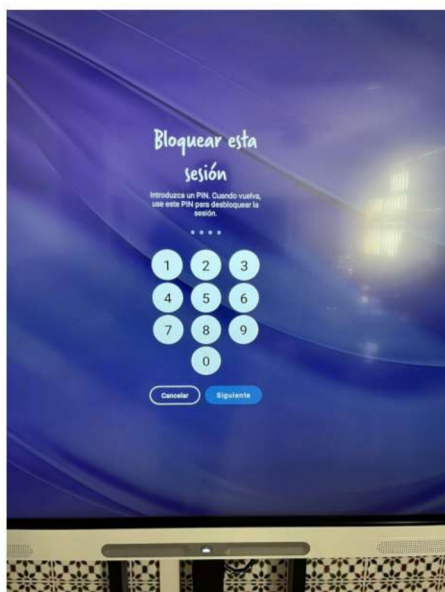 Bloquear esta
sesión
Introduzca un PIN. Cuando vuelva,
use este PIN para desbloquear la
sesión.
1 2 3
4 5 6
7 8 9
0
Cancelar Siguiente